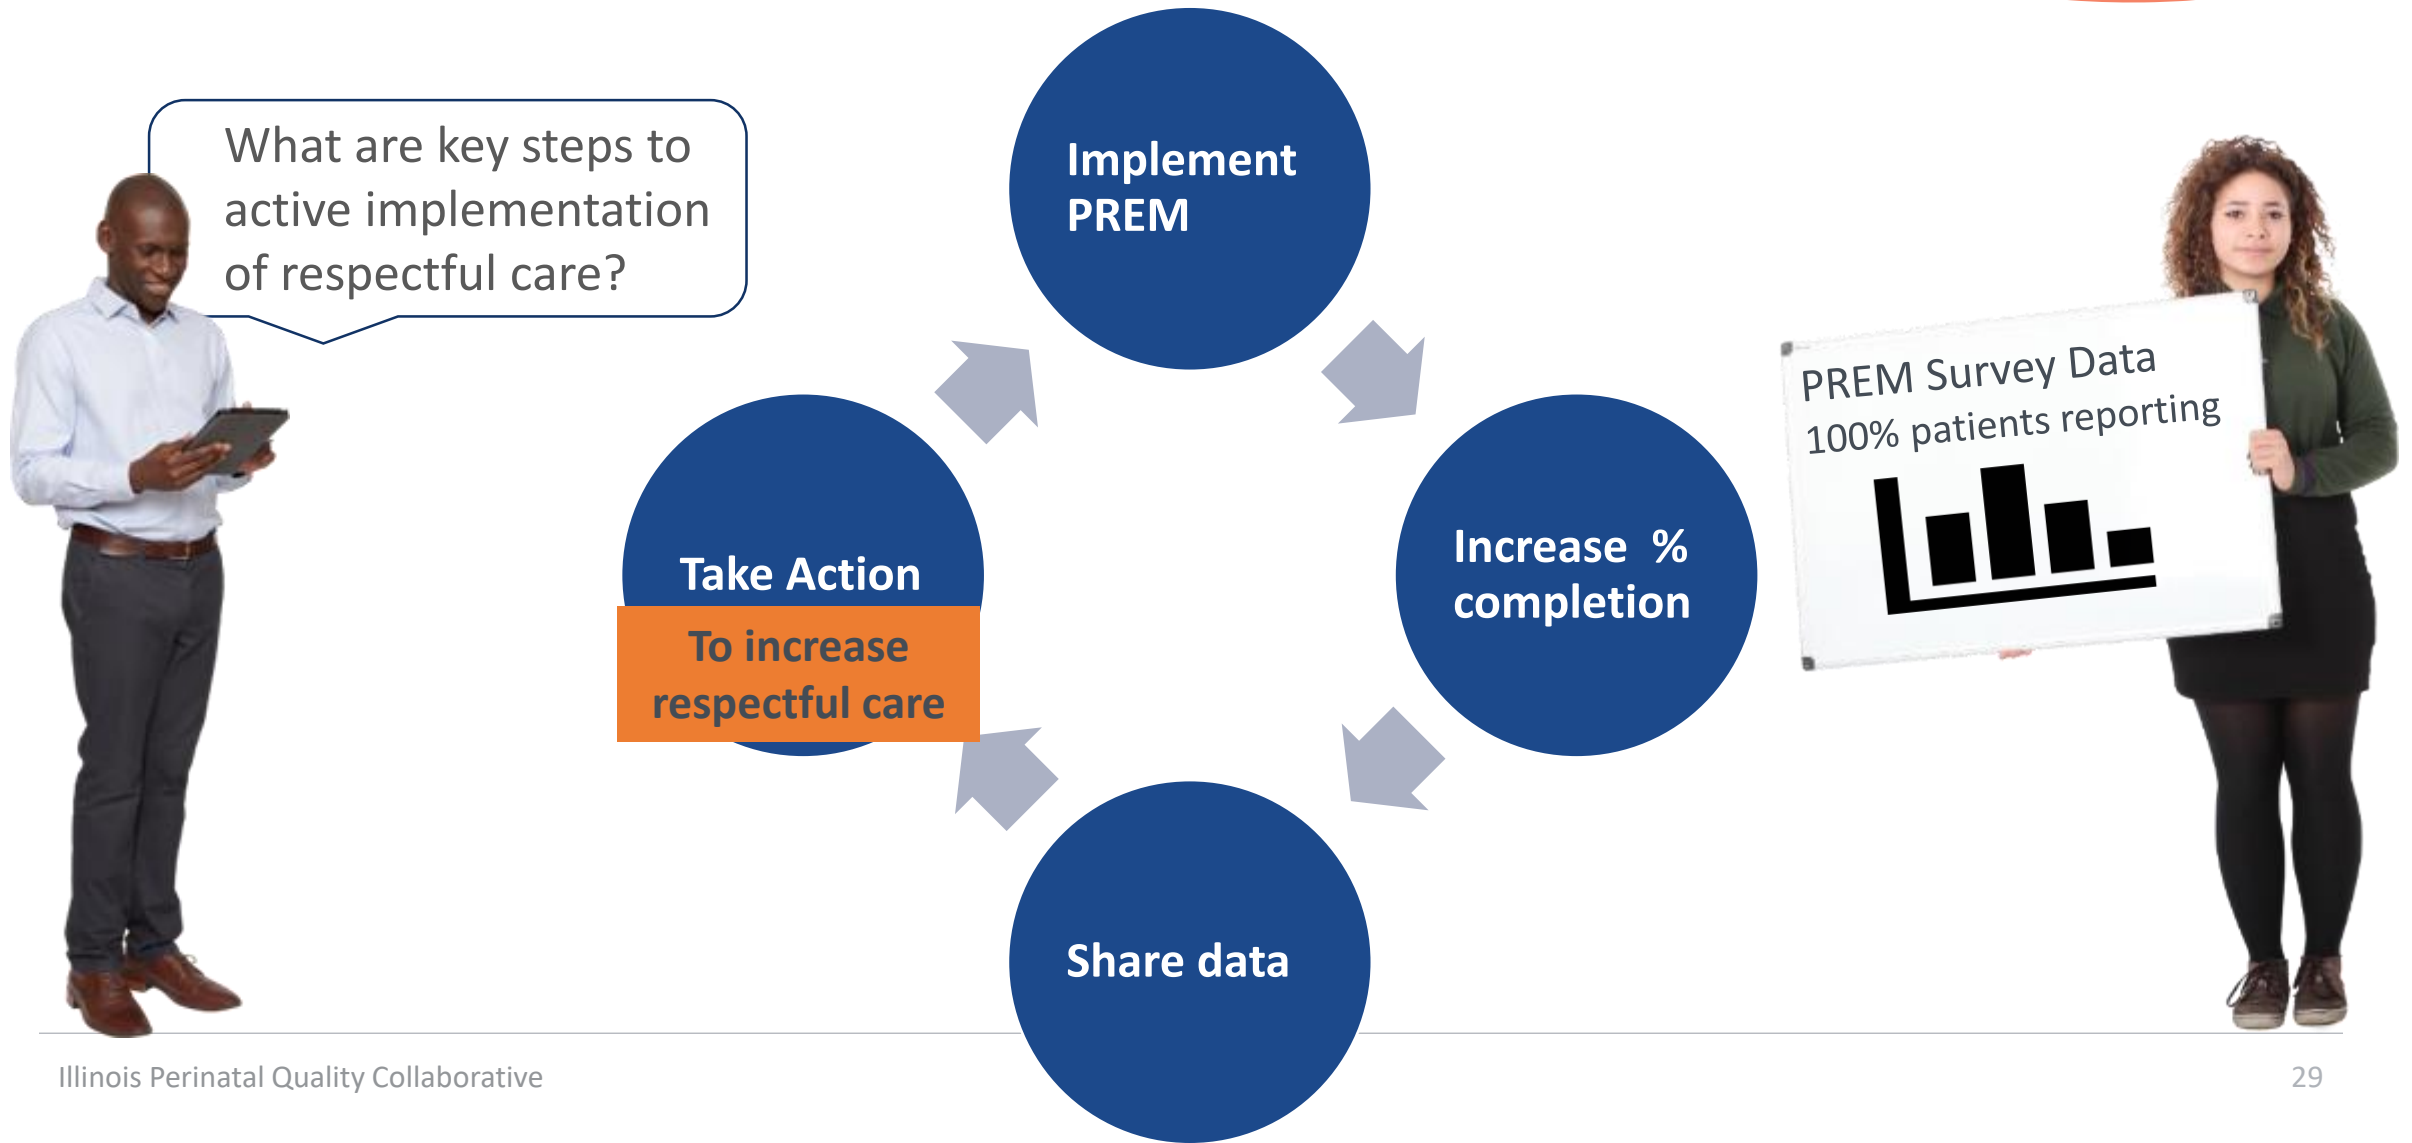 What are key steps to
active implementation
of respectful care?
Implement
PREM
Increase %
completion
Share data
Take Action
To increase
respectful care
PREM Survey Data
100% patients reporting
Illinois Perinatal Quality Collaborative
29